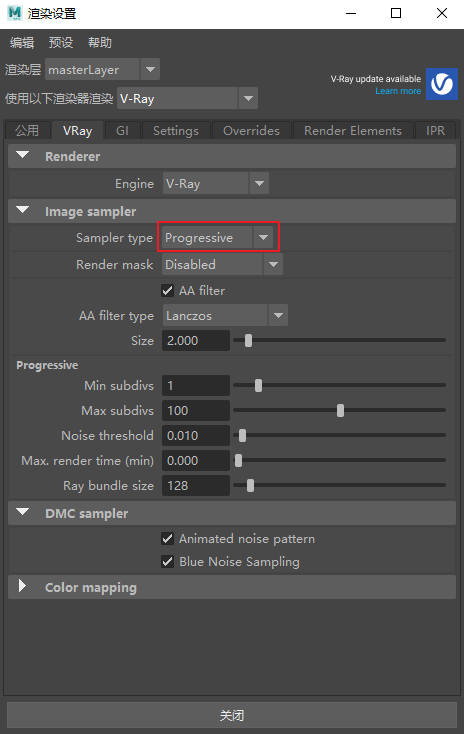 渲染设置
编辑 预设 帮助
渲染层 masterLayer
V-Ray update available
Learn more
使用以下渲染器渲染 V-Ray
公用 VRay GI Settings Overrides Render Elements IPR
Renderer
Engine V-Ray
Image sampler
Sampler type Progressive
Render mask Disabled
AA filter
AA filter type Lanczos
Size 2.000
Progressive
Min subdivs 1
Max subdivs 100
Noise threshold 0.010
Max. render time (min) 0.000
Ray bundle size 128
DMC sampler
Animated noise pattern
Blue Noise Sampling
Color mapping
关闭